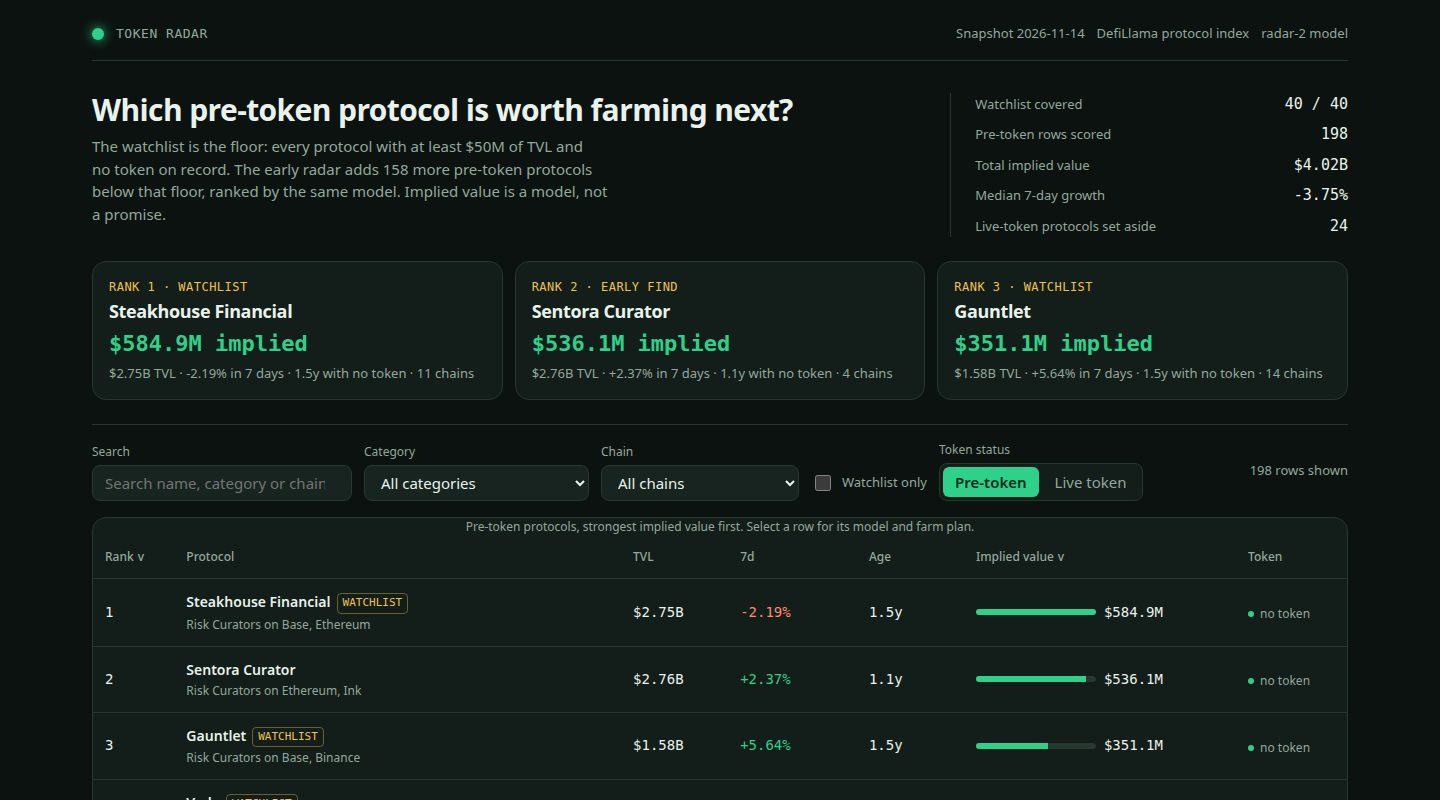 TOKEN RADAR
Snapshot 2026-11-14 DefiLlama protocol index radar-2 model
Which pre-token protocol is worth farming next?
The watchlist is the floor: every protocol with at least $50M of TVL and
no token on record. The early radar adds 158 more pre-token protocols
below that floor, ranked by the same model. Implied value is a model, not
a promise.
Watchlist covered 40 / 40
Pre-token rows scored 198
Total implied value $4.02B
Median 7-day growth -3.75%
Live-token protocols set aside 24
RANK 1 · WATCHLIST
Steakhouse Financial
$584.9M implied
$2.75B TVL · -2.19% in 7 days · 1.5y with no token · 11 chains
RANK 2 · EARLY FIND
Sentora Curator
$536.1M implied
$2.76B TVL · +2.37% in 7 days · 1.1y with no token · 4 chains
RANK 3 · WATCHLIST
Gauntlet
$351.1M implied
$1.58B TVL · +5.64% in 7 days · 1.5y with no token · 14 chains
Search
Search name, category or chain
Category
All categories
Chain
All chains
Watchlist only
Token status
Pre-token Live token
198 rows shown
Pre-token protocols, strongest implied value first. Select a row for its model and farm plan.
Rank v Protocol TVL 7d Age Implied value v Token
1 Steakhouse Financial WATCHLIST $2.75B -2.19% 1.5y $584.9M no token
Risk Curators on Base, Ethereum
2 Sentora Curator $2.76B +2.37% 1.1y $536.1M no token
Risk Curators on Ethereum, Ink
3 Gauntlet WATCHLIST $1.58B +5.64% 1.5y $351.1M no token
Risk Curators on Base, Binance